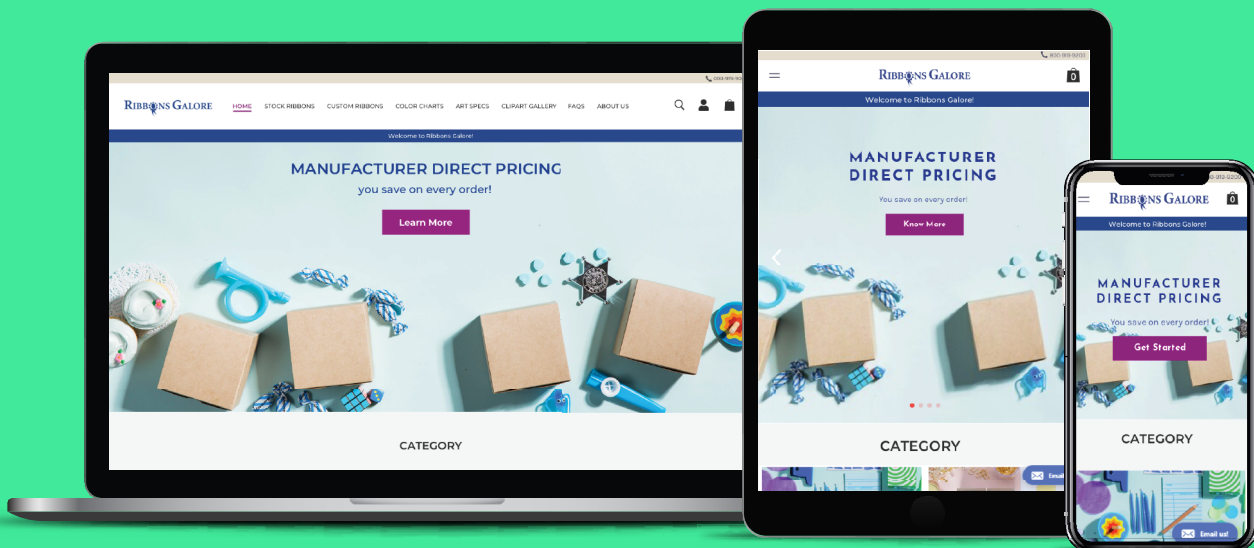 RIBBONS GALORE
HOME STOCK RIBBONS CUSTOM RIBBONS COLOR CHARTS ART SPECS CLIPART GALLERY FAQS ABOUT US
Welcome to Ribbons Galore!
MANUFACTURER DIRECT PRICING
you save on every order!
Learn More
CATEGORY
RIBBONS GALORE
0
Welcome to Ribbons Galore!
MANUFACTURER
DIRECT PRICING
You save on every order!
Know More
CATEGORY
Email
RIBBONS GALORE
0
Welcome to Ribbons Galore!
MANUFACTURER
DIRECT PRICING
You save on every order!
Get Started
CATEGORY
Email us!